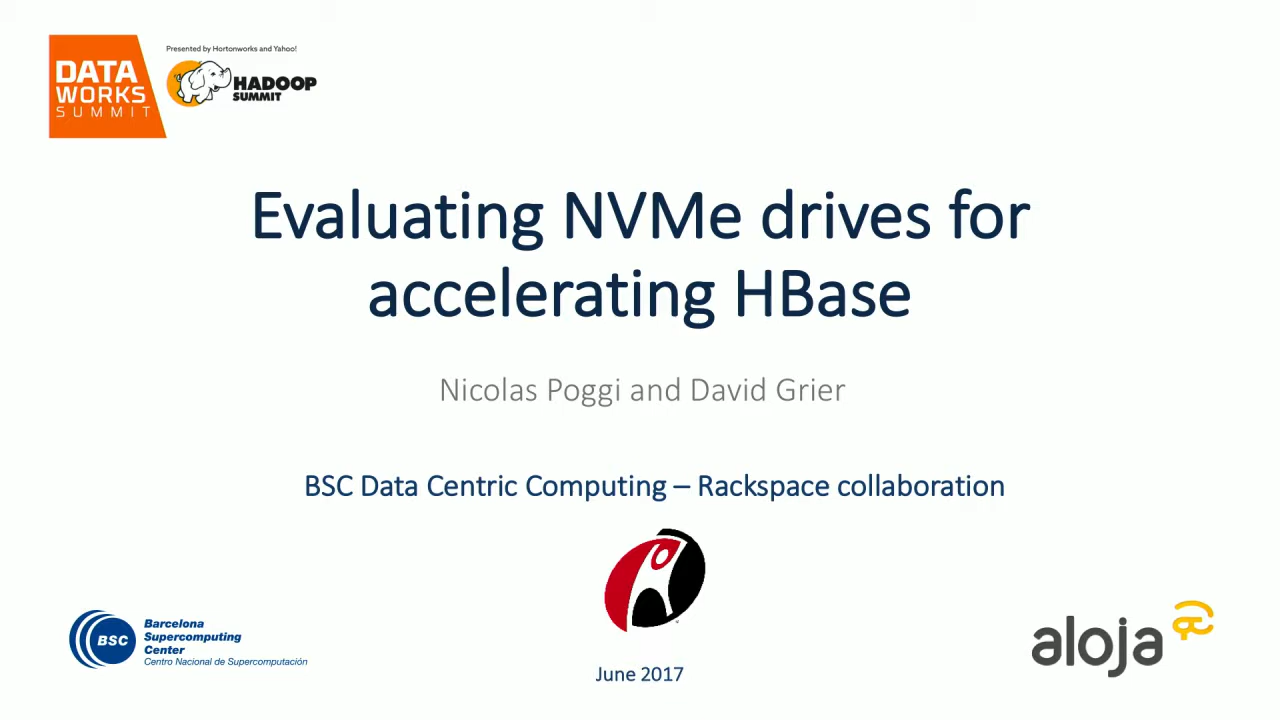 DATA
WORKS
SUMMIT
Presented by Hortonworks and Yahoo!
HADOOP
SUMMIT
Evaluating NVMe drives for
accelerating HBase
Nicolas Poggi and David Grier
BSC Data Centric Computing – Rackspace collaboration
BSC
Barcelona
Supercomputing
Center
Centro Nacional de Supercomputación
aloja
June 2017